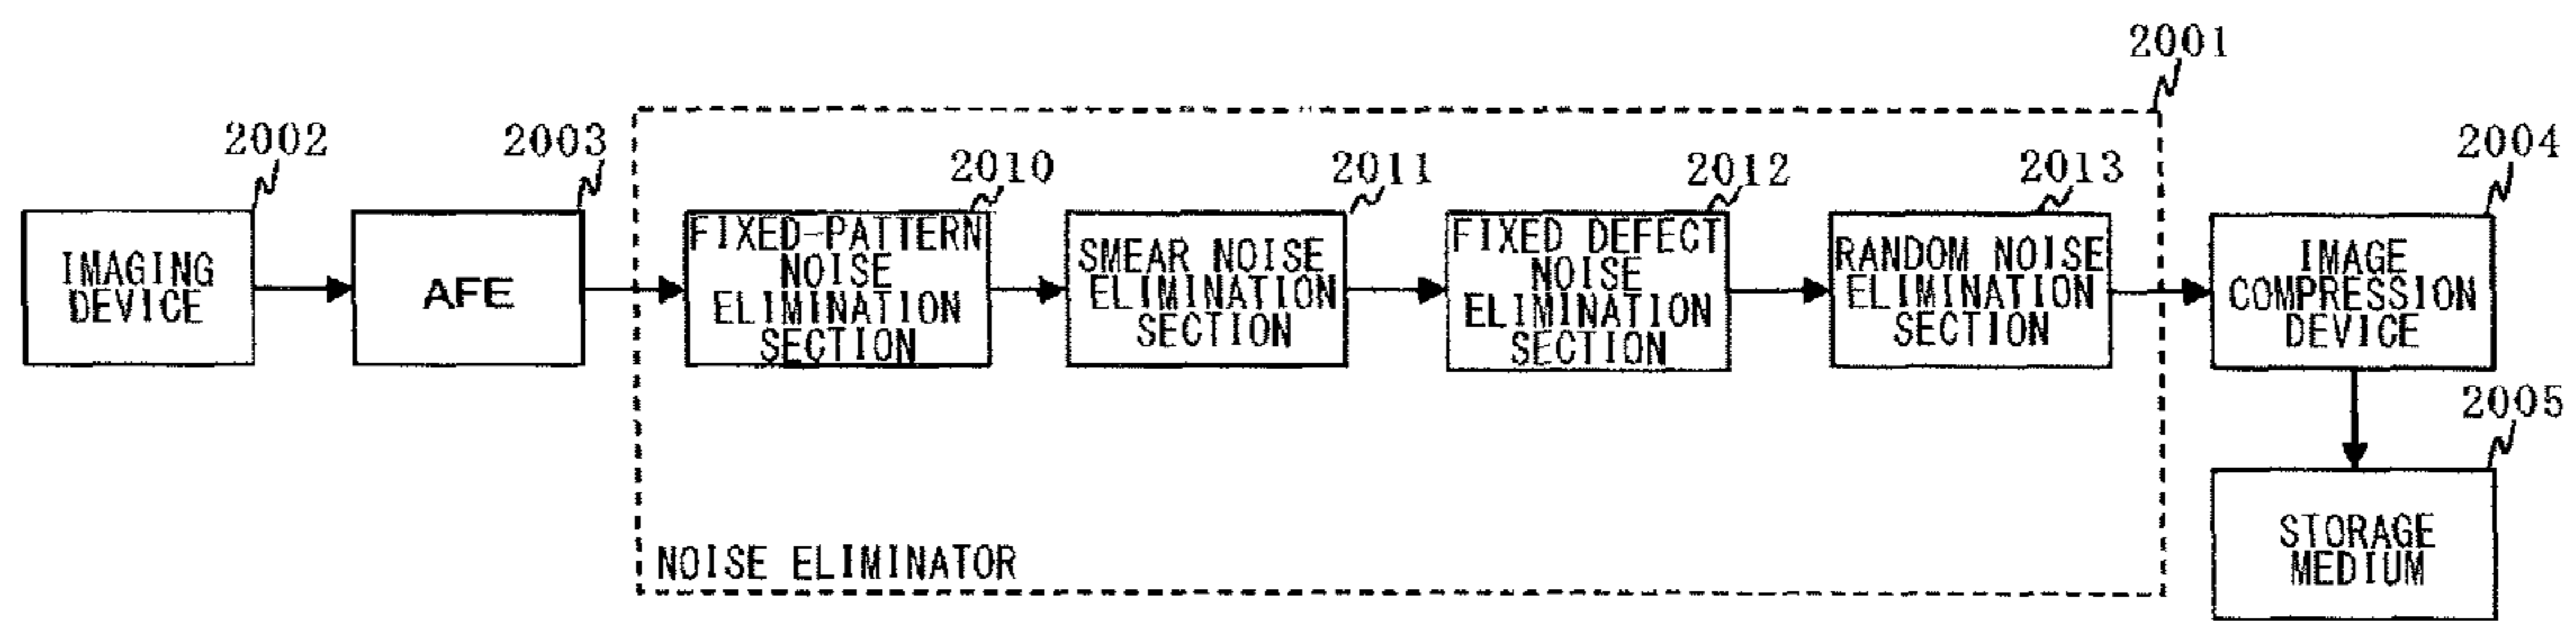 2001
2002
2003
2010
2011
2012
2013
2004
IMAGING
DEVICE
AFE
FIXED-PATTERN
NOISE
ELIMINATION
SECTION
SMEAR NOISE
ELIMINATION
SECTION
FIXED DEFECT
NOISE
ELIMINATION
SECTION
RANDOM NOISE
ELIMINATION
SECTION
IMAGE
COMPRESSION
DEVICE
2005
STORAGE
MEDIUM
NOISE ELIMINATOR